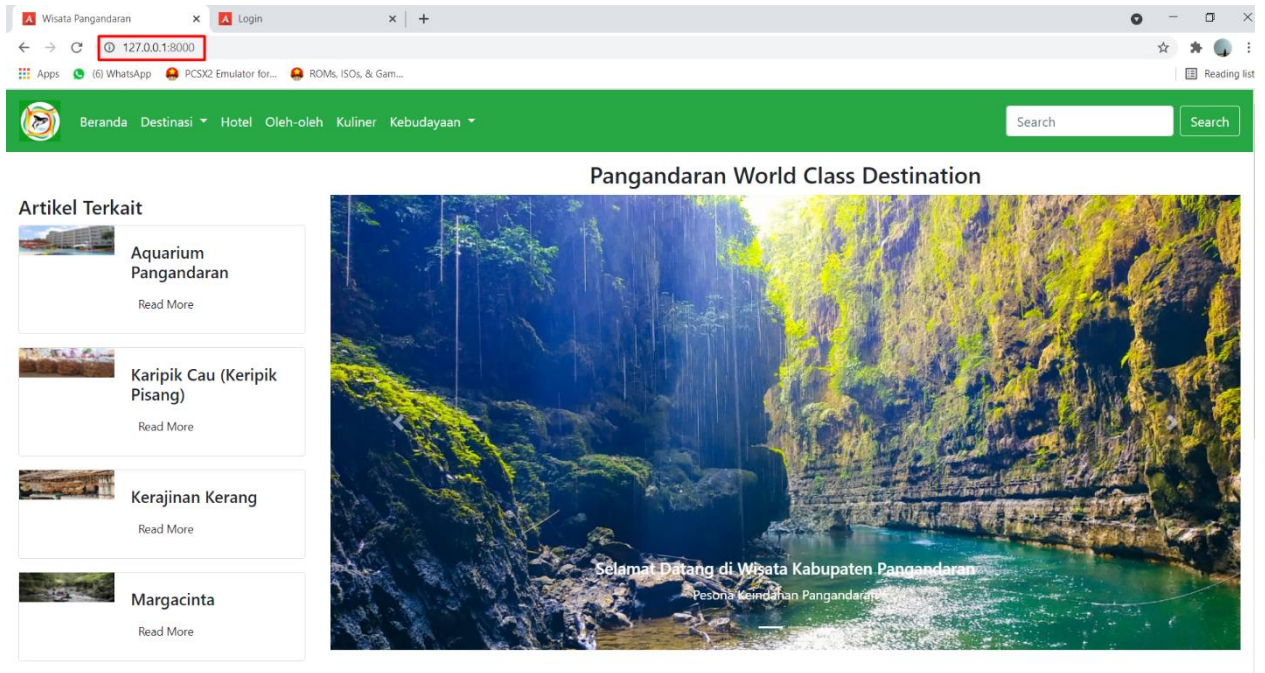 Wisata Pangandaran
Login
127.0.0.1:8000
Apps
(6) WhatsApp
PCSX2 Emulator for...
ROMs, ISOs, & Gam...
Reading list
Beranda
Destinasi
Hotel
Oleh-oleh
Kuliner
Kebudayaan
Search
Search
Pangandaran World Class Destination
Artikel Terkait
Aquarium
Pangandaran
Read More
Karipik Cau (Keripik
Pisang)
Read More
Kerajinan Kerang
Read More
Margacinta
Read More
Selamat Datang di Wisata Kabupaten Pangandaran
Pesona Keindahan Pangandaran